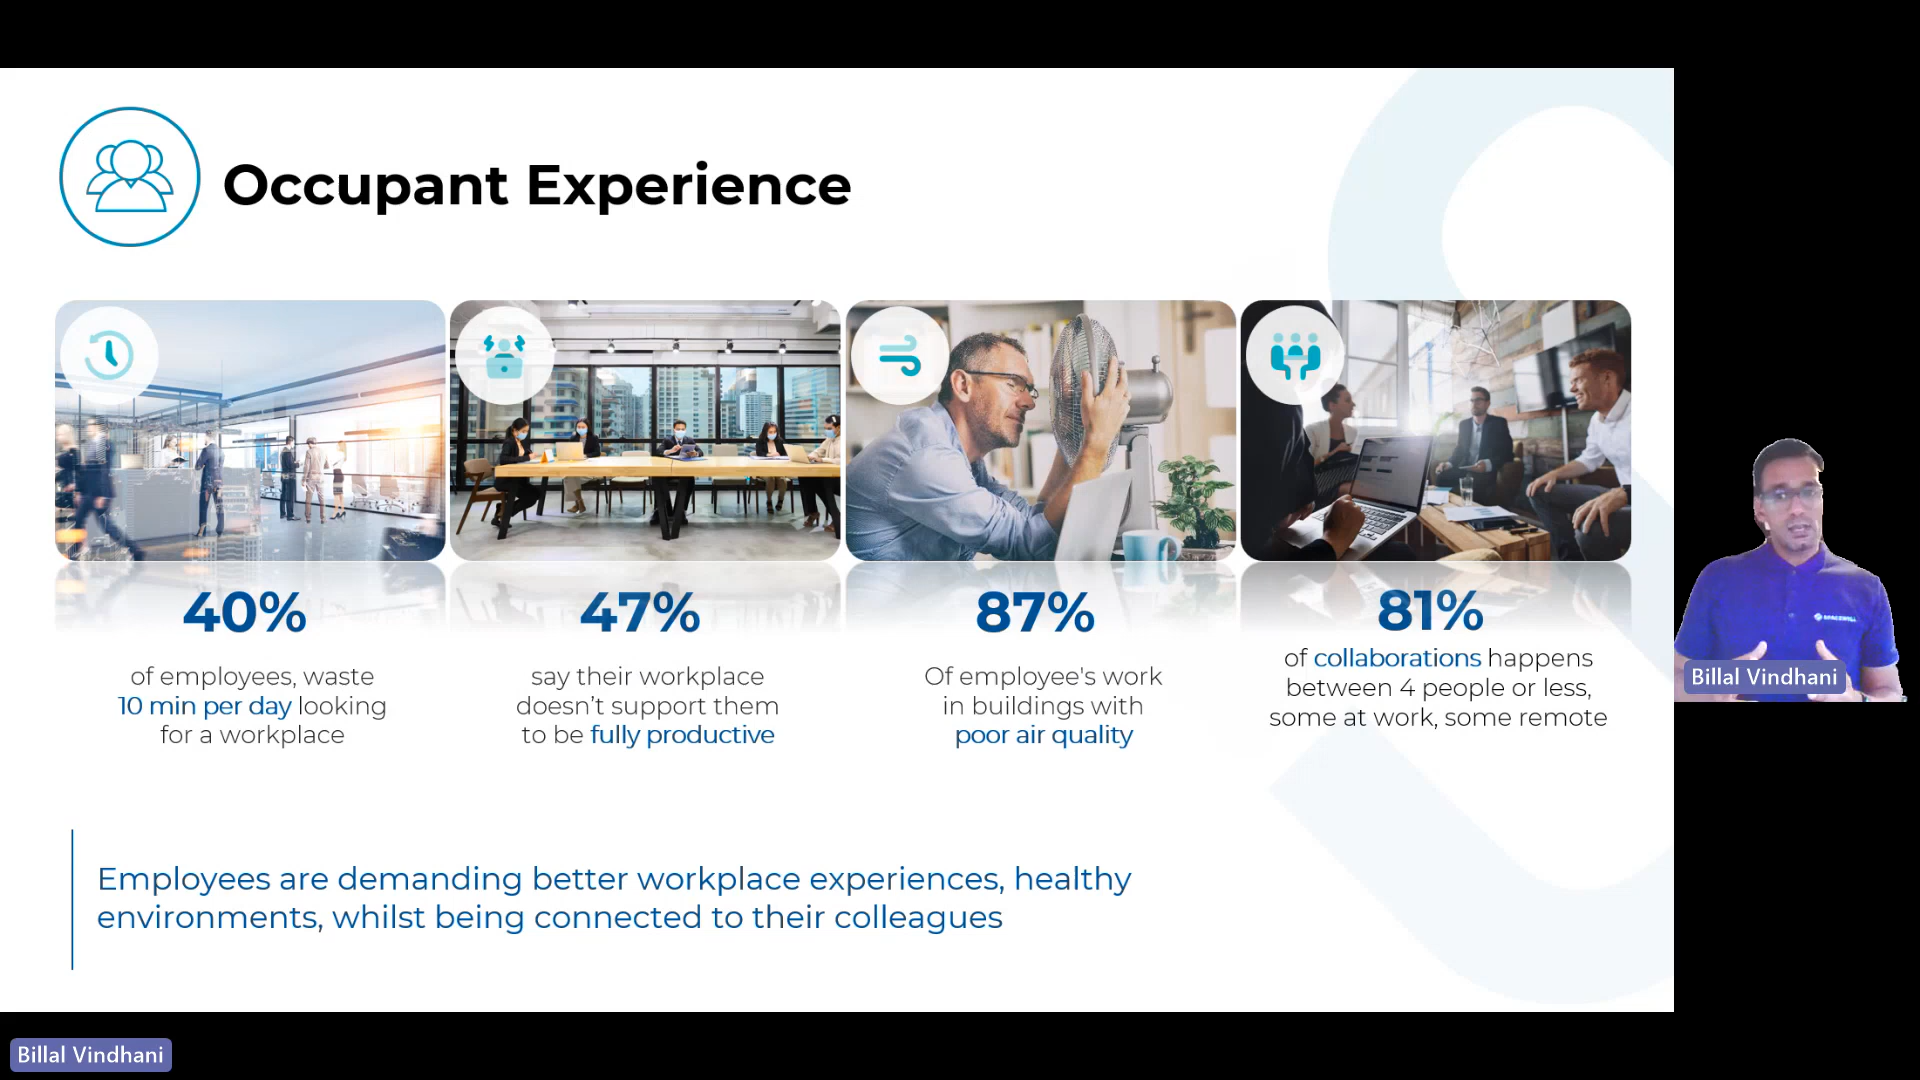 Occupant Experience
40%
of employees, waste
10 min per day looking
for a workplace
47%
say their workplace
doesn’t support them
to be fully productive
87%
Of employee's work
in buildings with
poor air quality
81%
of collaborations happens
between 4 people or less,
some at work, some remote
Employees are demanding better workplace experiences, healthy
environments, whilst being connected to their colleagues
SPACEWELL
Billal Vindhani
Billal Vindhani